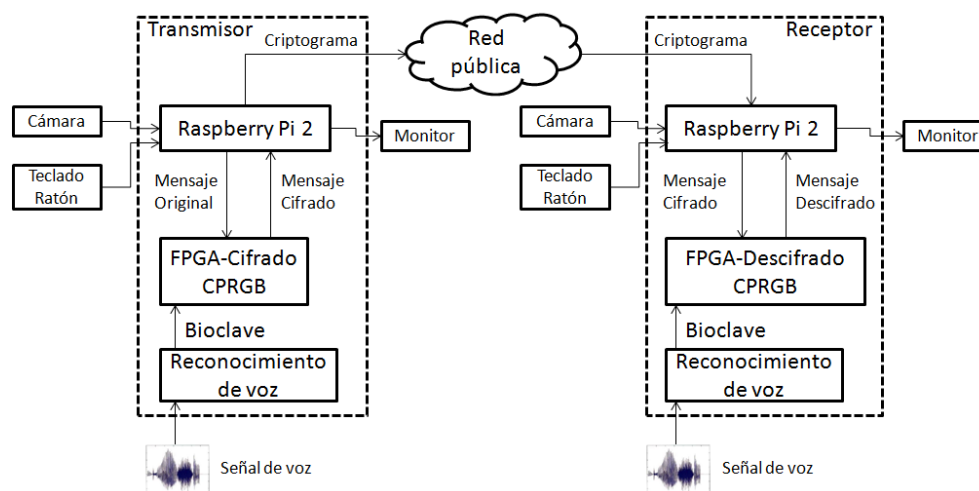 Transmisor
Criptograma
Red
pública
Criptograma
Receptor
Cámara
Raspberry Pi 2
Monitor
Teclado
Ratón
Mensaje
Original
Mensaje
Cifrado
FPGA-Cifrado
CPRGB
Bioclave
Reconocimiento
de voz
Señal de voz
Cámara
Raspberry Pi 2
Monitor
Teclado
Ratón
Mensaje
Cifrado
Mensaje
Descifrado
FPGA-Descifrado
CPRGB
Bioclave
Reconocimiento
de voz
Señal de voz